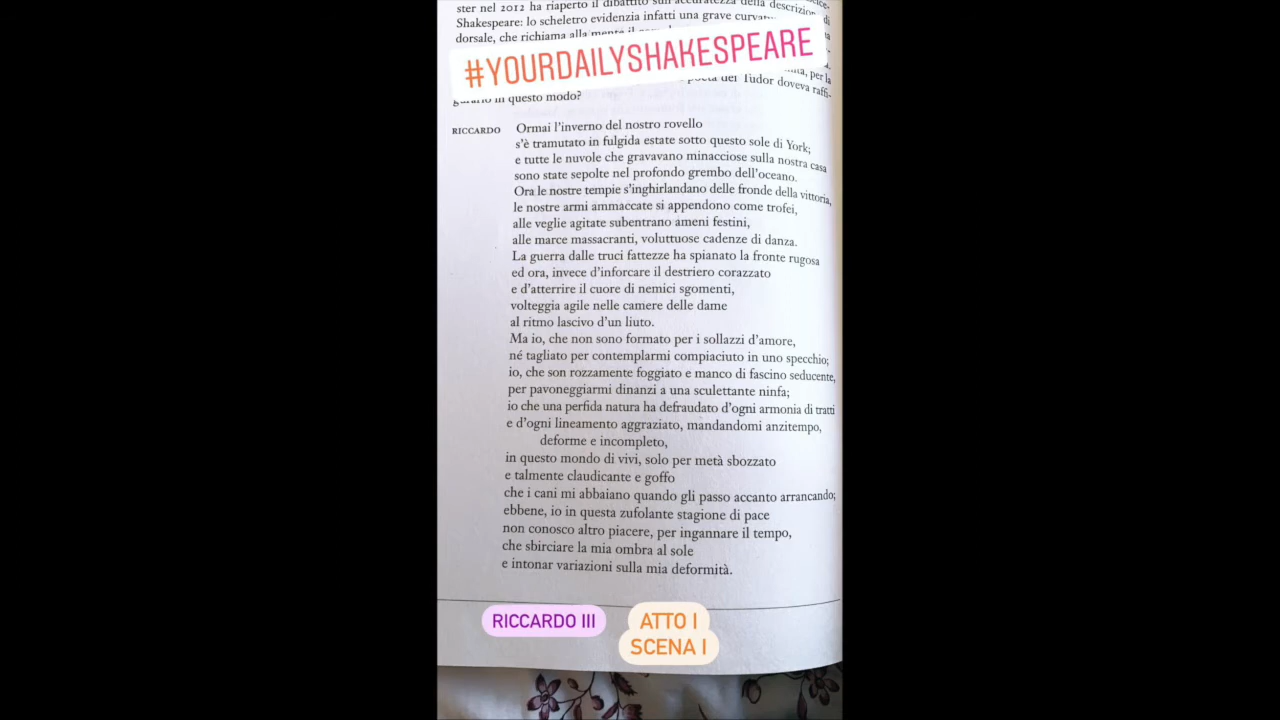 ster nel 2012 ha riaperto il dibattito sull'accuratezza della descrizion di
Shakespeare: lo scheletro evidenzia infatti una grave curva
dorsale, che richiama alla mente il
#YOURDAILYSHAKESPEARE
poeta dei Tudor doveva raffi-
per la
gurarlo in questo modo?
RICCARDO Ormai l'inverno del nostro rovello
s'è tramutato in fulgida estate sotto questo sole di York;
e tutte le nuvole che gravavano minacciose sulla nostra casa
sono state sepolte nel profondo grembo dell'oceano.
Ora le nostre tempie s'inghirlandano delle fronde della vittoria,
le nostre armi ammaccate si appendono come trofei,
alle veglie agitate subentrano ameni festini,
alle marce massacranti, voluttuose cadenze di danza.
La guerra dalle truci fattezze ha spianato la fronte rugosa
ed ora, invece d'inforcare il destriero corazzato
e d'atterrire il cuore di nemici sgomenti,
volteggia agile nelle camere delle dame
al ritmo lascivo d'un liuto.
Ma io, che non sono formato per i sollazzi d'amore,
né tagliato per contemplarmi compiaciuto in uno specchio;
io, che son rozzamente foggiato e manco di fascino seducente,
per pavoneggiarmi dinanzi a una sculettante ninfa;
io che una perfida natura ha defraudato d'ogni armonia di tratti
e d'ogni lineamento aggraziato, mandandomi anzitempo,
deforme e incompleto,
in questo mondo di vivi, solo per metà sbozzato
e talmente claudicante e goffo
che i cani mi abbaiano quando gli passo accanto arrancando;
ebbene, io in questa zufolante stagione di pace
non conosco altro piacere, per ingannare il tempo,
che sbirciare la mia ombra al sole
e intonar variazioni sulla mia deformità.
RICCARDO III
ATTO I
SCENA I